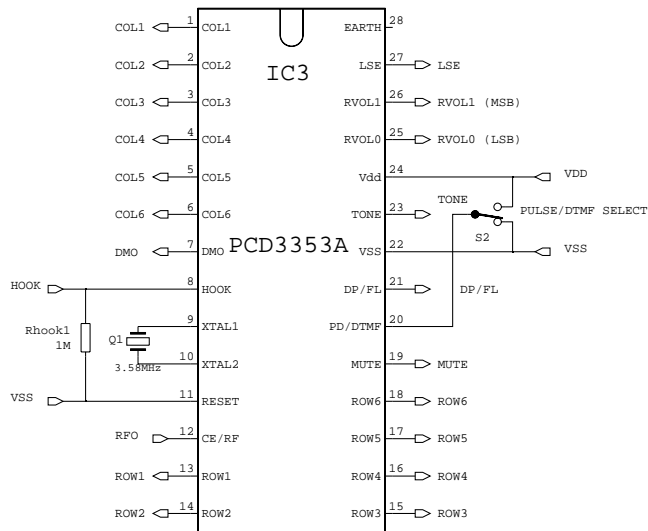 COL1 1 COL1 EARTH 28
IC3
COL2 2 COL2 LSE 27 LSE
COL3 3 COL3 RVOL1 26 RVOL1 (MSB)
COL4 4 COL4 RVOL0 25 RVOL0 (LSB)
COL5 5 COL5 Vdd 24 VDD
COL6 6 COL6 TONE 23 TONE PULSE/DTMF SELECT
S2
DMO 7 DMO PCD3353A VSS 22 VSS
HOOK 8 HOOK DP/FL 21 DP/FL
Rhook1
1M
Q1
3.58MHz
9 XTAL1 PD/DTMF 20
10 XTAL2 MUTE 19 MUTE
VSS 11 RESET ROW6 18 ROW6
RFO 12 CE/RF ROW5 17 ROW5
ROW1 13 ROW1 ROW4 16 ROW4
ROW2 14 ROW2 ROW3 15 ROW3